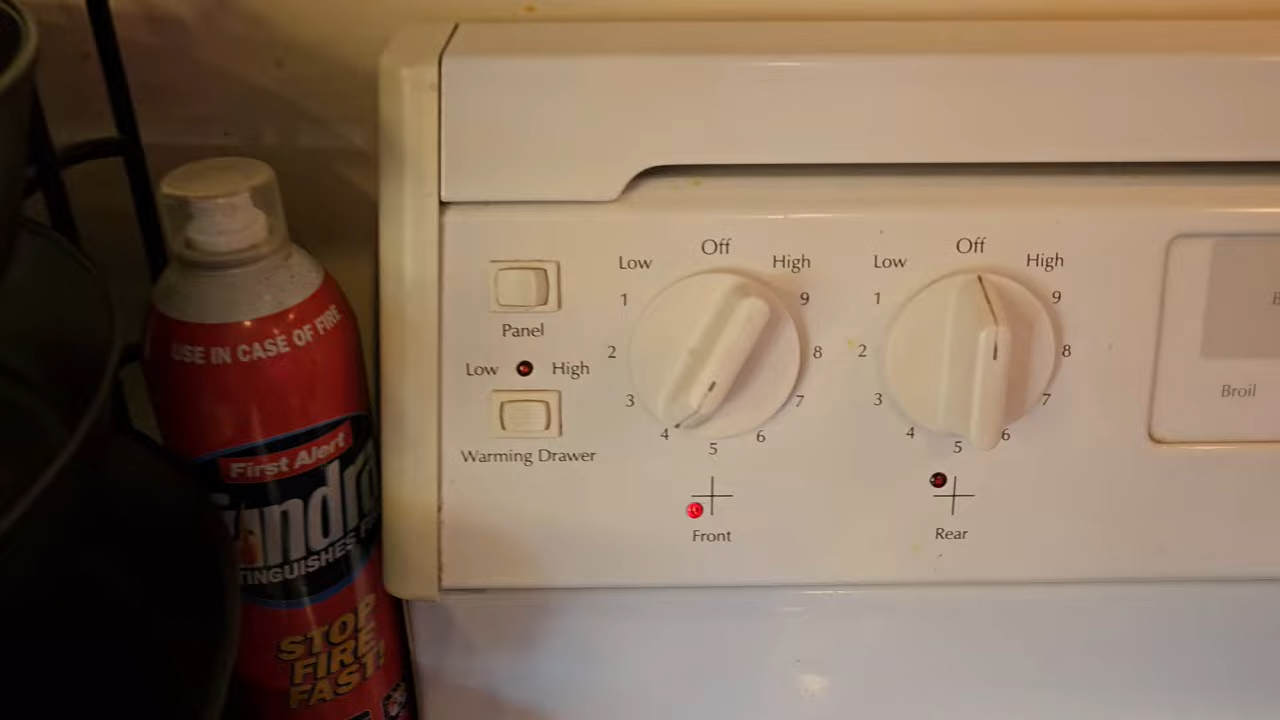 USE IN CASE OF FIRE
First Alert
STOP
FIRE
FAST!
Panel
Low High
Warming Drawer
Off
Low High
1 9
2 8
3 7
4 6
5
Front
Off
Low High
1 9
2 8
3 7
4 6
5
Rear
Broil